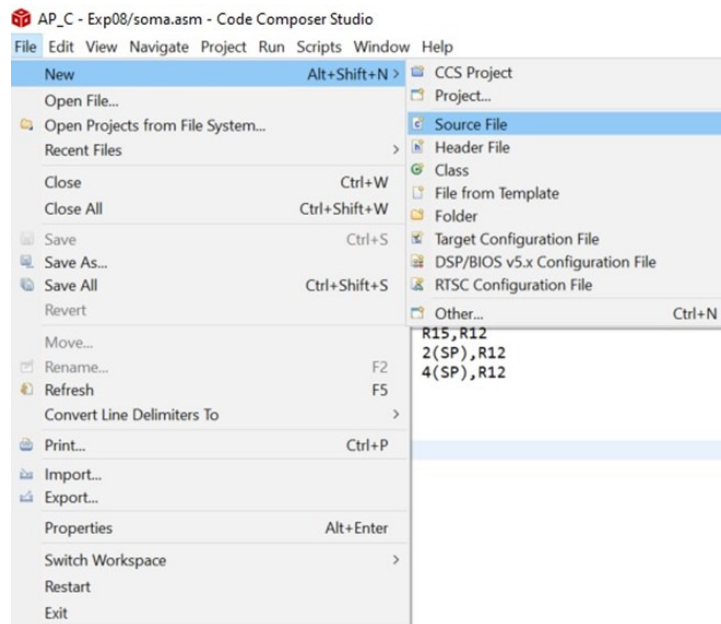 AP_C - Exp08/soma.asm - Code Composer Studio
File Edit View Navigate Project Run Scripts Window Help
New Alt+Shift+N >
Open File...
Open Projects from File System...
Recent Files >
Close Ctrl+W
Close All Ctrl+Shift+W
Save Ctrl+S
Save As...
Save All Ctrl+Shift+S
Revert
Move...
Rename... F2
Refresh F5
Convert Line Delimiters To >
Print... Ctrl+P
Import...
Export...
Properties Alt+Enter
Switch Workspace >
Restart
Exit
CCS Project
Project...
Source File
Header File
Class
File from Template
Folder
Target Configuration File
DSP/BIOS v5.x Configuration File
RTSC Configuration File
Other... Ctrl+N
R15,R12
2(SP),R12
4(SP),R12